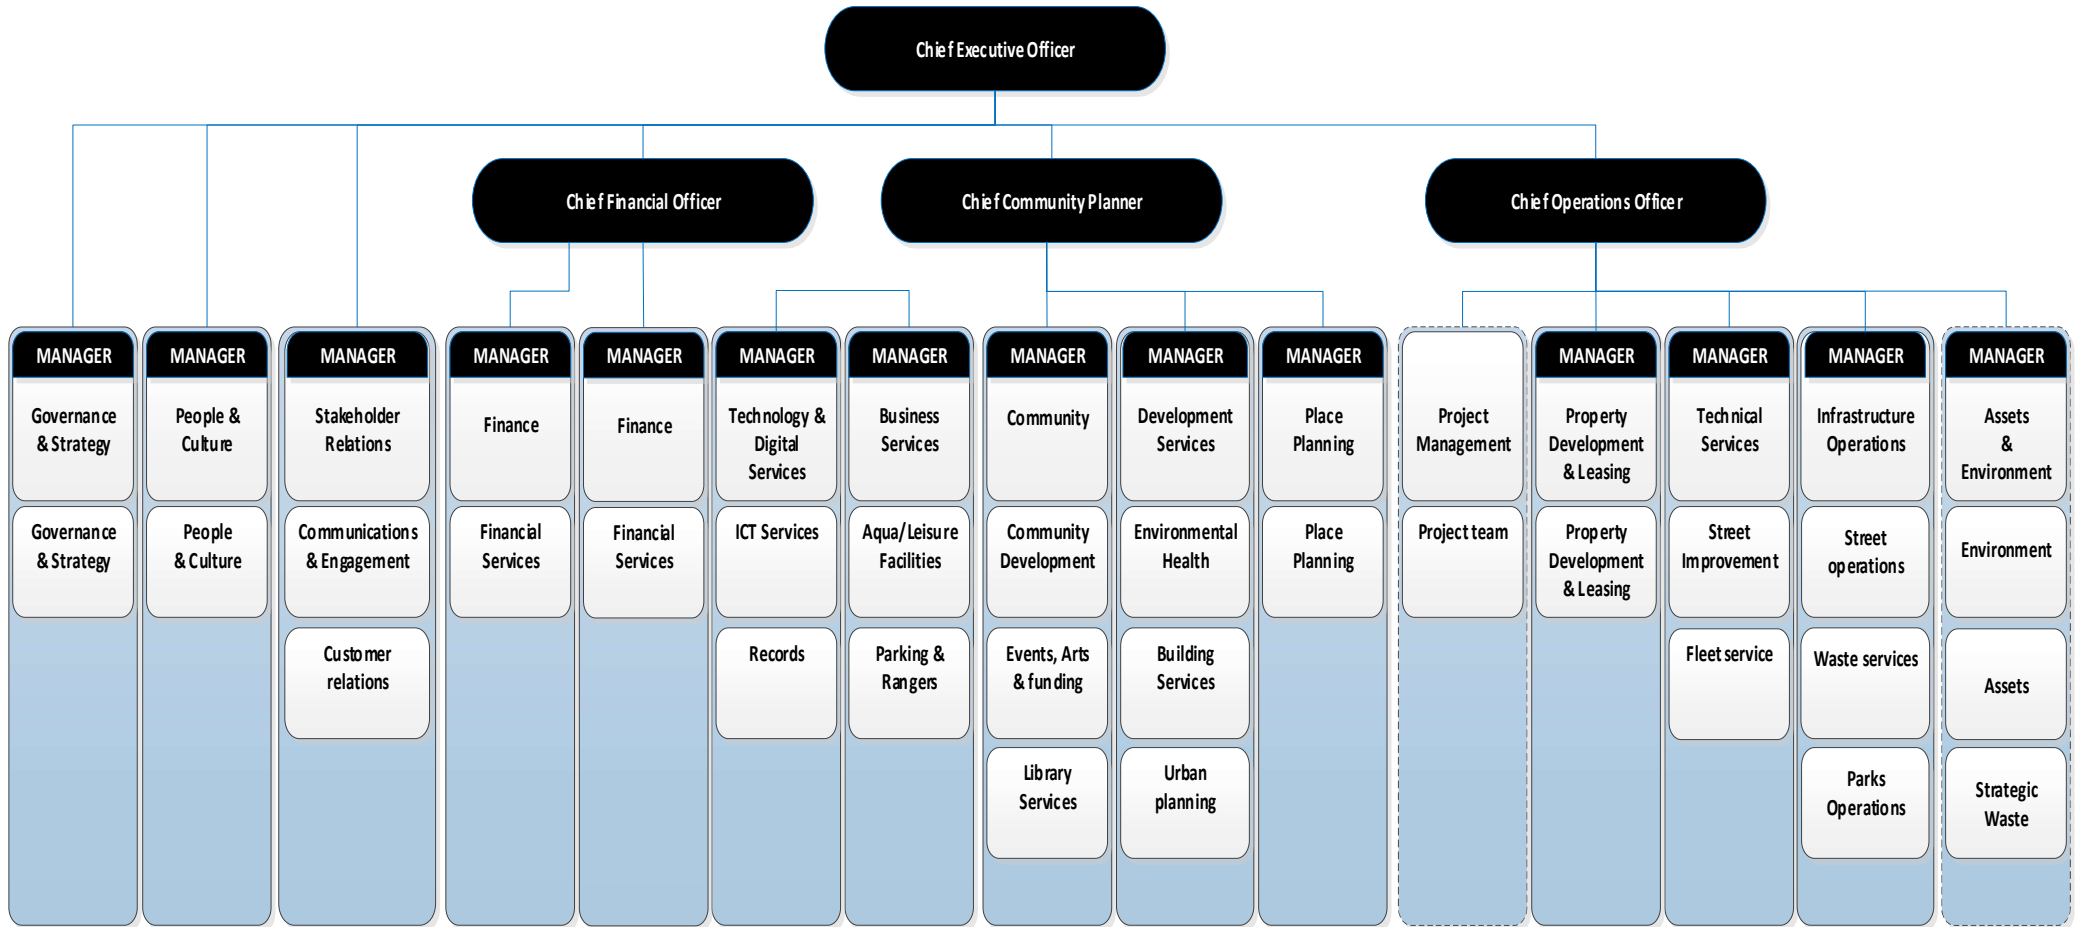 Chief Executive Officer
Chief Financial Officer
Chief Community Planner
Chief Operations Officer
MANAGER
Governance
& Strategy
Governance
& Strategy
MANAGER
People &
Culture
People
& Culture
MANAGER
Stakeholder
Relations
Communications
& Engagement
Customer
relations
MANAGER
Finance
Financial
Services
MANAGER
Finance
Financial
Services
MANAGER
Technology &
Digital
Services
ICT Services
Records
MANAGER
Business
Services
Aqua/Leisure
Facilities
Parking &
Rangers
MANAGER
Community
Community
Development
Events, Arts
& funding
Library
Services
MANAGER
Development
Services
Environmental
Health
Building
Services
Urban
planning
MANAGER
Place
Planning
Place
Planning
Project
Management
Project team
MANAGER
Property
Development
& Leasing
Property
Development
& Leasing
MANAGER
Technical
Services
Street
Improvement
Fleet service
MANAGER
Infrastructure
Operations
Street
operations
Waste services
Parks
Operations
MANAGER
Assets
&
Environment
Environment
Assets
Strategic
Waste